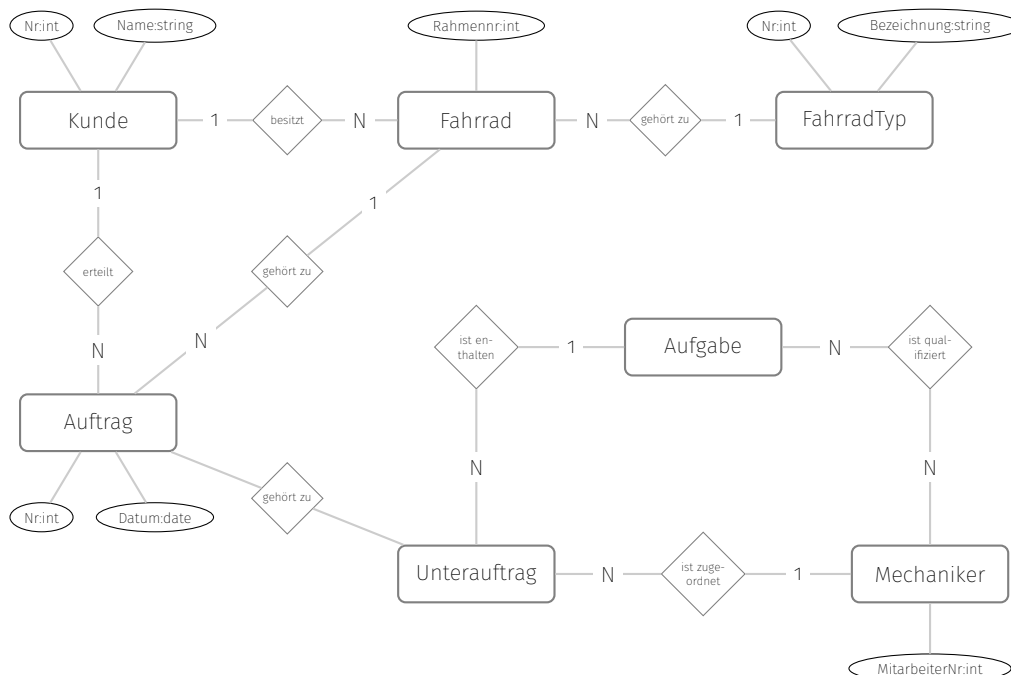 Nr:int
Name:string
Rahmennr:int
Nr:int
Bezeichnung:string
Kunde
1
besitzt
N
Fahrrad
N
gehört zu
1
FahrradTyp
1
1
erteilt
gehört zu
N
N
ist en-
thalten
1
Aufgabe
N
ist qual-
ifiziert
Auftrag
N
N
gehört zu
Nr:int
Datum:date
Unterauftrag
N
ist zuge-
ordnet
1
Mechaniker
MitarbeiterNr:int